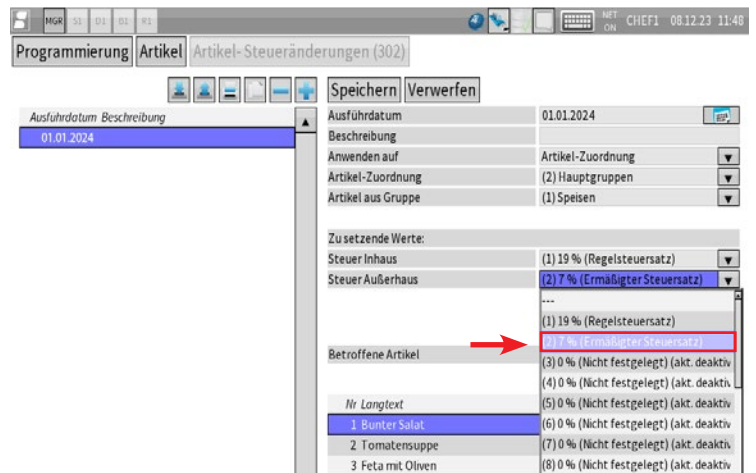 MGR S1 D1 B1 R1 NET ON CHEF1 08.12.23 11:48
Programmierung Artikel Artikel-Steueränderungen (302)
Speichern Verwerfen
Ausführdatum Beschreibung
01.01.2024
Ausführdatum 01.01.2024
Beschreibung
Anwenden auf Artikel-Zuordnung
Artikel-Zuordnung (2) Hauptgruppen
Artikel aus Gruppe (1) Speisen
Zu setzende Werte:
Steuer Inhaus (1) 19 % (Regelsteuersatz)
Steuer Außerhaus (2) 7 % (Ermäßigter Steuersatz)
---
(1) 19 % (Regelsteuersatz)
(2) 7 % (Ermäßigter Steuersatz)
(3) 0 % (Nicht festgelegt) (akt. deaktiv
(4) 0 % (Nicht festgelegt) (akt. deaktiv
(5) 0 % (Nicht festgelegt) (akt. deaktiv
(6) 0 % (Nicht festgelegt) (akt. deaktiv
(7) 0 % (Nicht festgelegt) (akt. deaktiv
(8) 0 % (Nicht festgelegt) (akt. deaktiv
Betroffene Artikel
Nr Langtext
1 Bunter Salat
2 Tomatensuppe
3 Feta mit Oliven